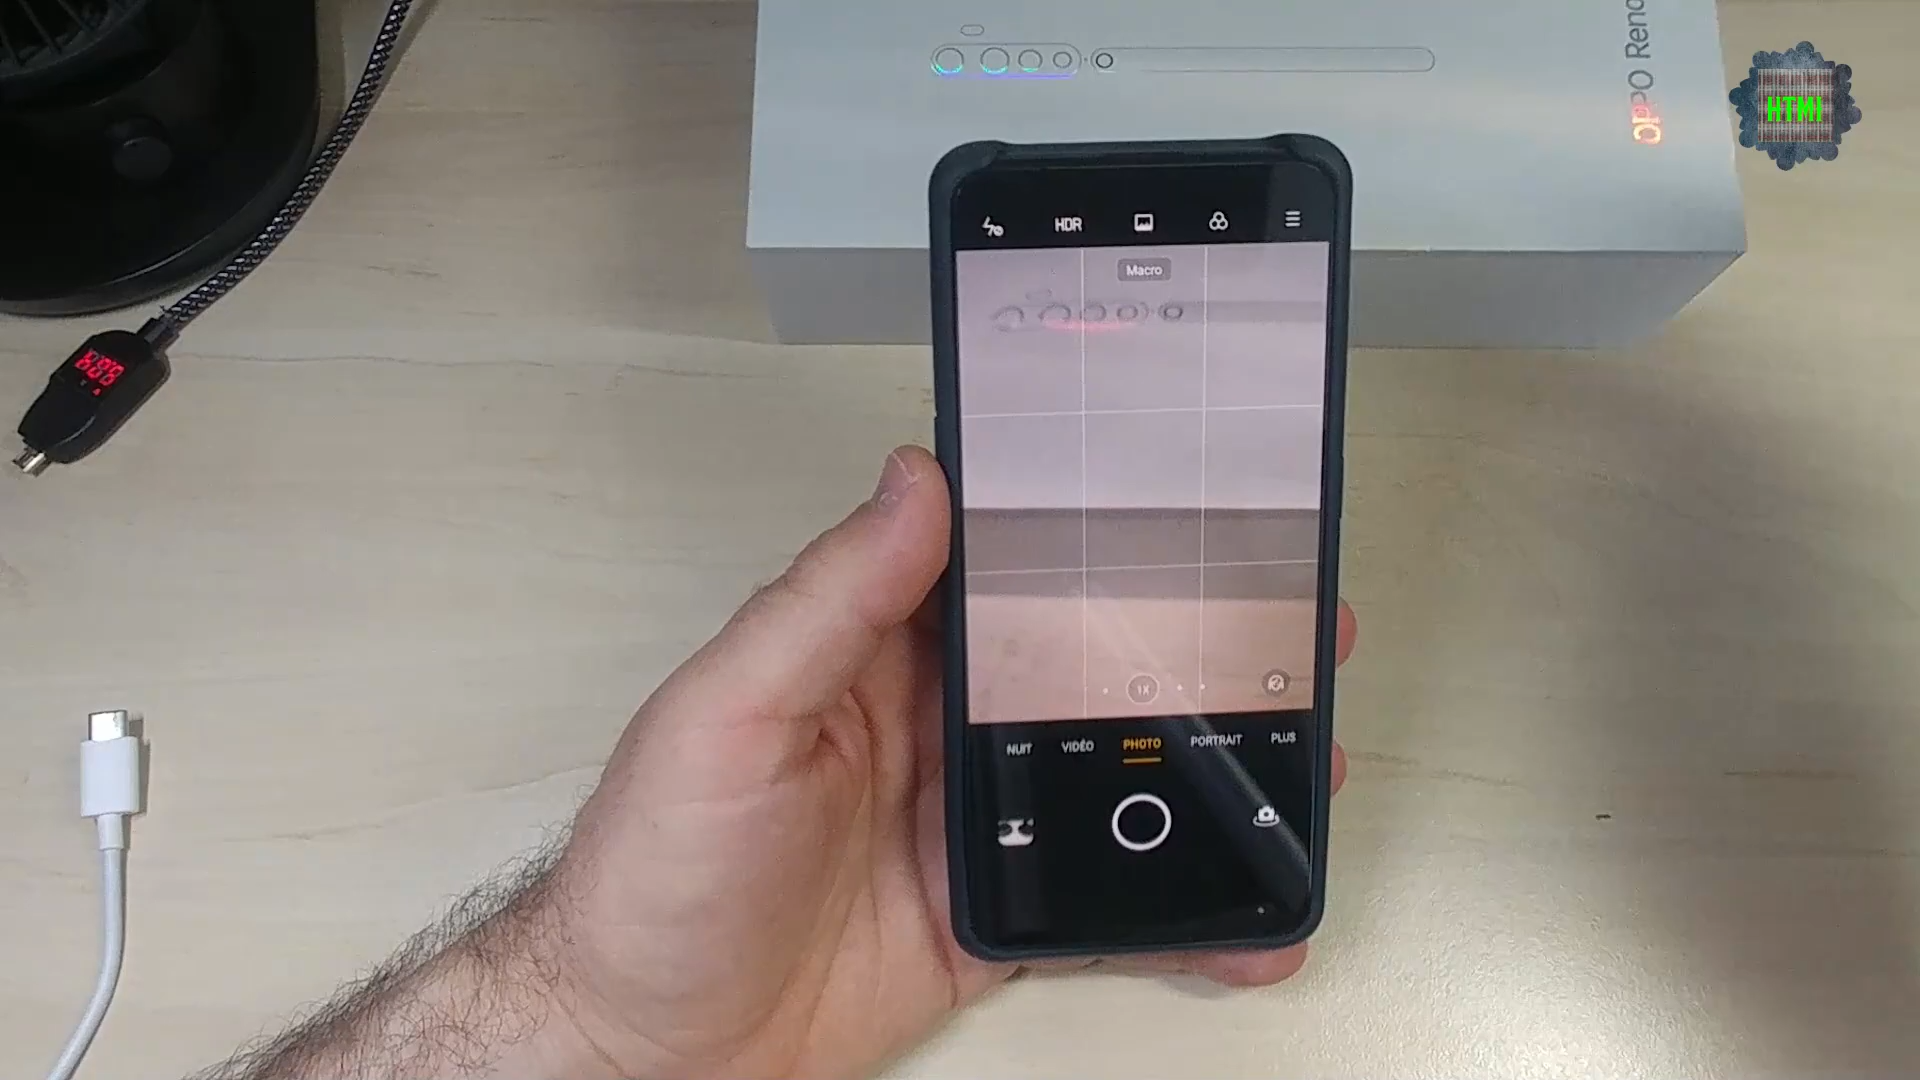 OPPO Reno
HTMI
HDR
Macro
1X
NUIT VIDÉO PHOTO PORTRAIT PLUS